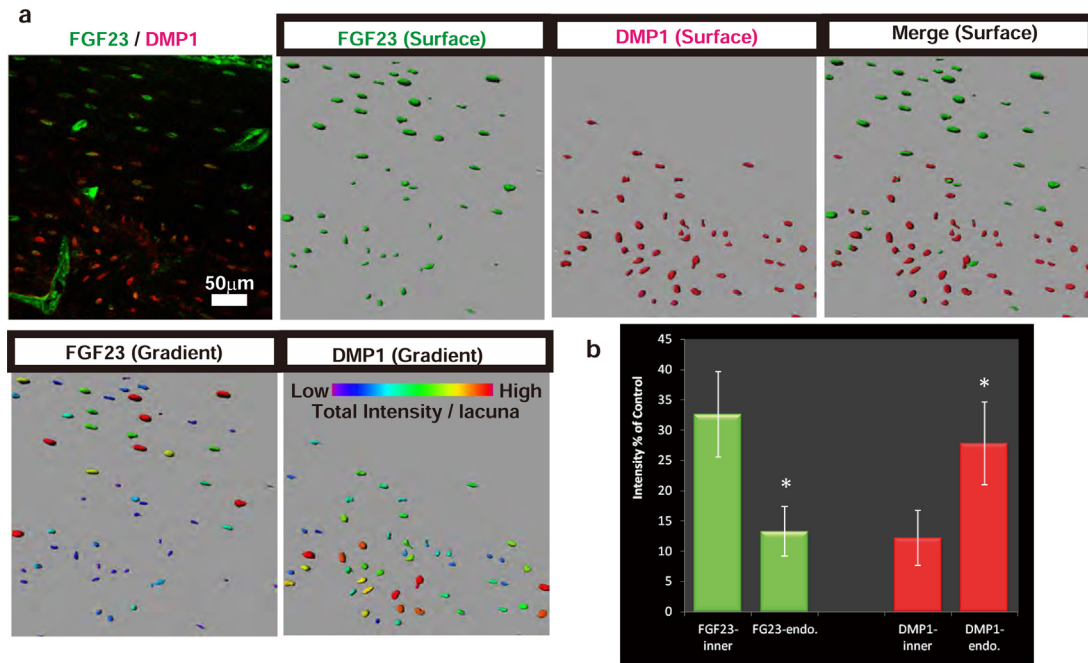 a
FGF23 / DMP1
FGF23 (Surface)
DMP1 (Surface)
Merge (Surface)
50μm
FGF23 (Gradient)
DMP1 (Gradient)
Low High
Total Intensity / lacuna
b
Intensity % of Control
45
40
35
30
25
20
15
10
5
0
*
*
FGF23-
inner
FG23-endo.
DMP1-
inner
DMP1-
endo.